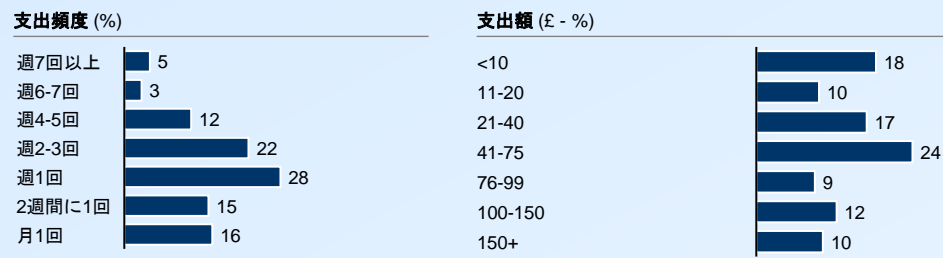 支出頻度 (%)
週7回以上 5
週6-7回 3
週4-5回 12
週2-3回 22
週1回 28
2週間に1回 15
月1回 16
支出額 (£ - %)
<10 18
11-20 10
21-40 17
41-75 24
76-99 9
100-150 12
150+ 10